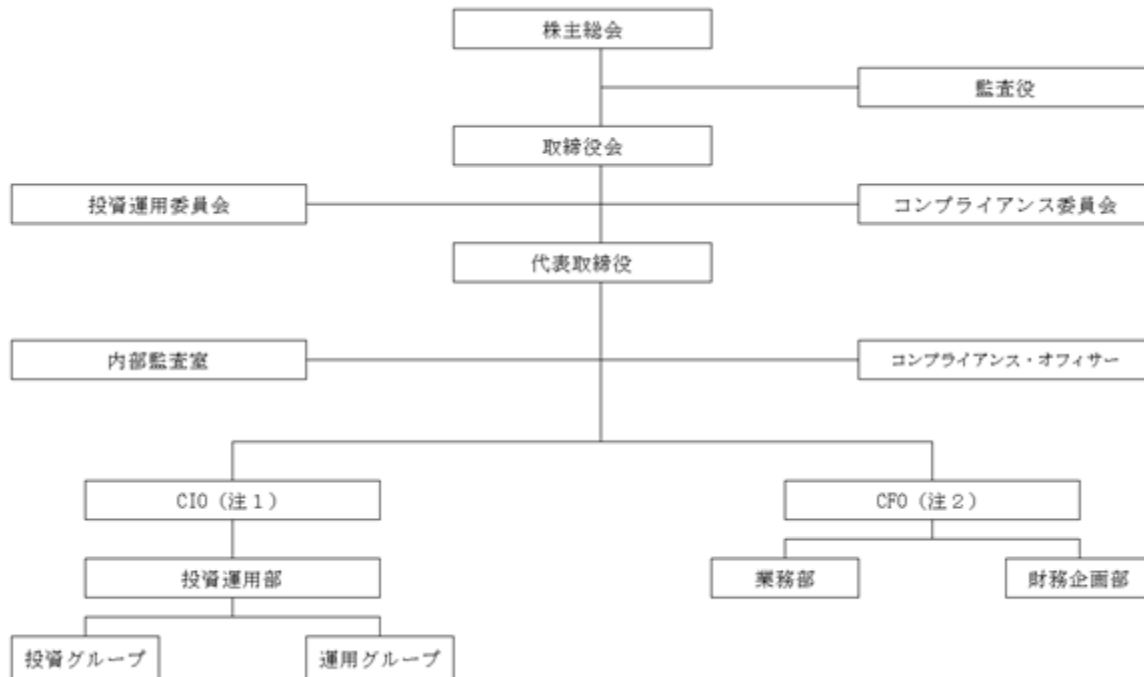 株主総会
監査役
取締役会
投資運用委員会
コンプライアンス委員会
代表取締役
内部監査室
コンプライアンス・オフィサー
CIO（注１）
CFO（注２）
投資運用部
業務部
財務企画部
投資グループ
運用グループ